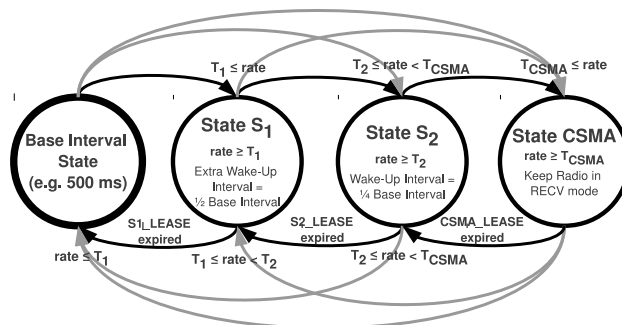 T1 ≤ rate
T2 ≤ rate < TCSMA
TCSMA ≤ rate
Base Interval
State
(e.g. 500 ms)
State S1
rate ≥ T1
Extra Wake-Up
Interval =
½ Base Interval
State S2
rate ≥ T2
Wake-Up Interval =
¼ Base Interval
State CSMA
rate ≥ TCSMA
Keep Radio in
RECV mode
S1_LEASE
expired
S2_LEASE
expired
CSMA_LEASE
expired
rate ≤ T1
T1 ≤ rate < T2
T2 ≤ rate < TCSMA